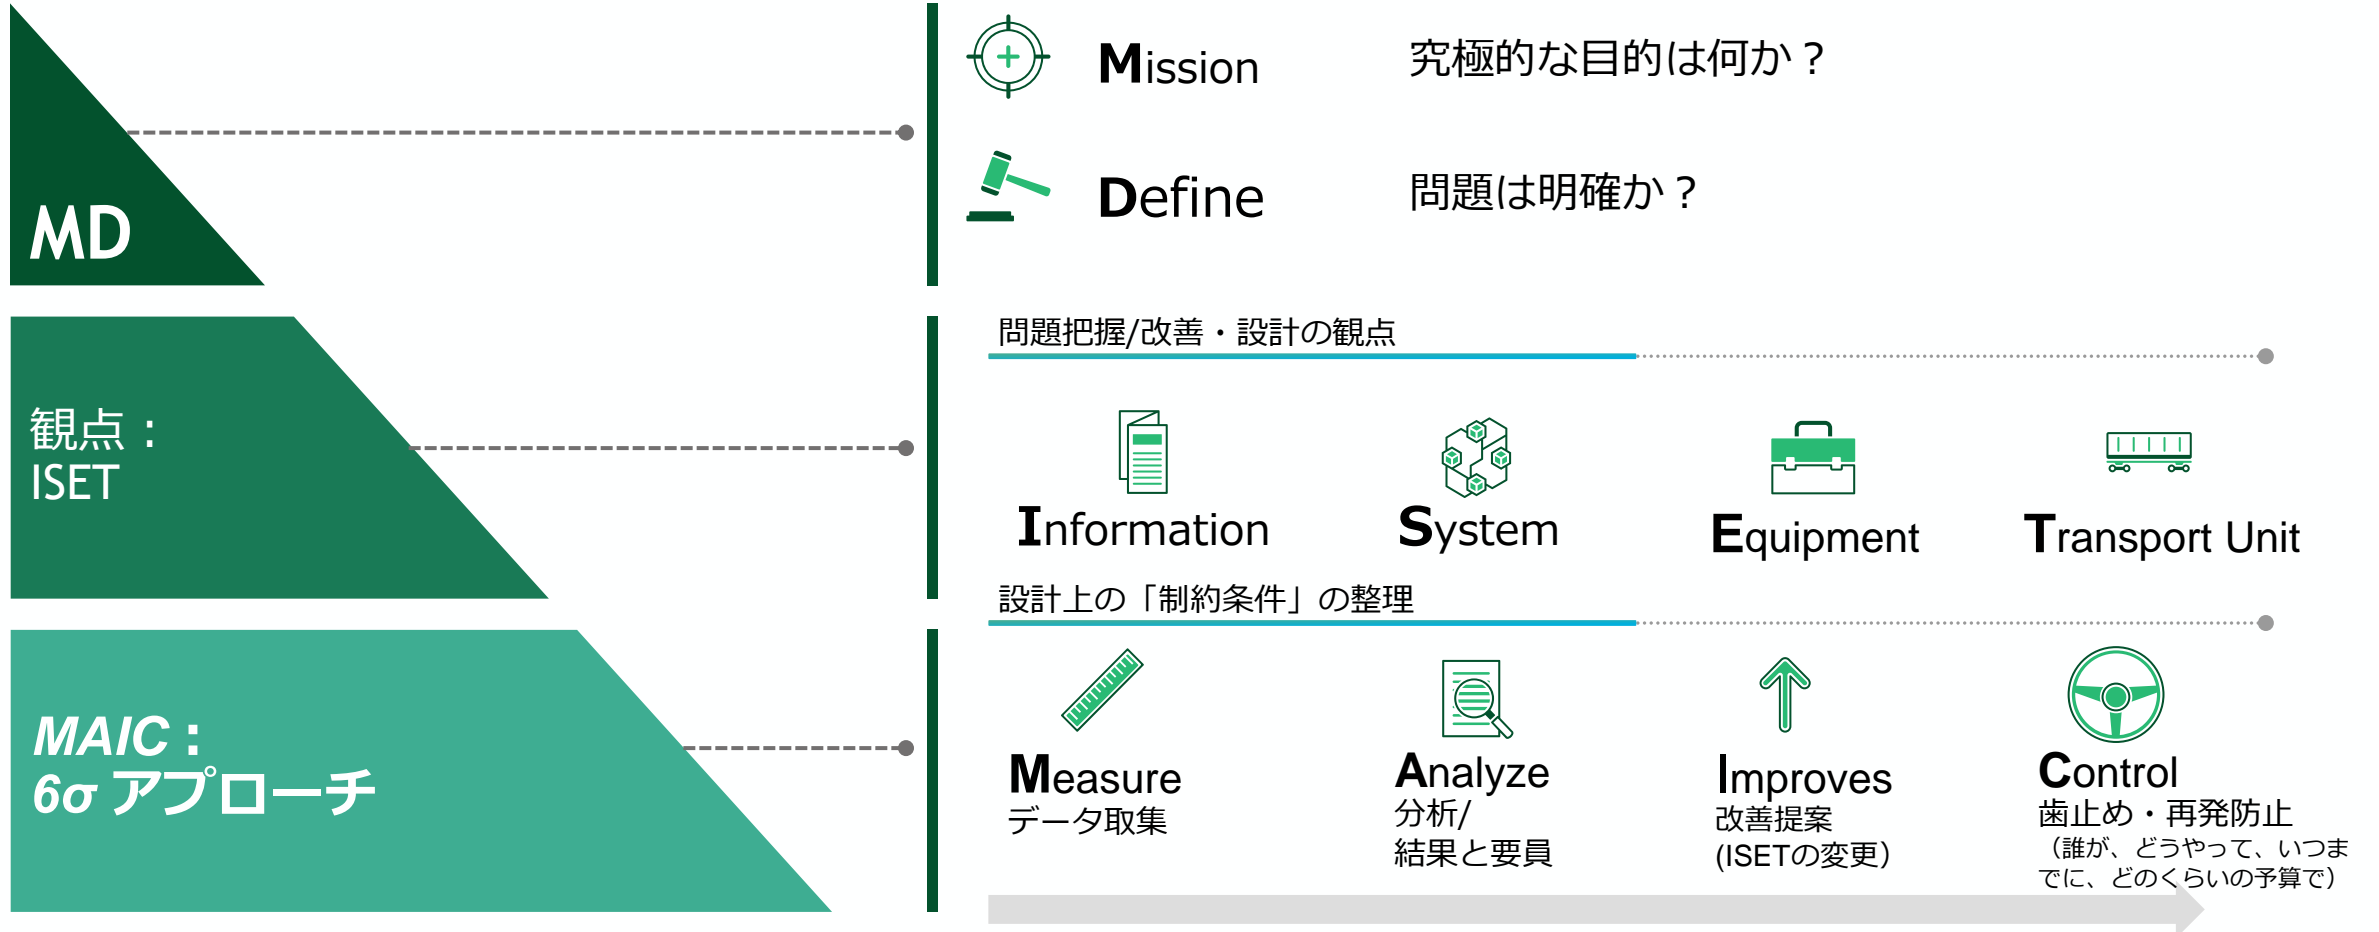 MD
Mission
究極的な目的は何か？
Define
問題は明確か？
観点：
ISET
問題把握/改善・設計の観点
Information
System
Equipment
Transport Unit
設計上の「制約条件」の整理
MAIC：
6σ アプローチ
Measure
データ取集
Analyze
分析/
結果と要員
Improves
改善提案
(ISETの変更）
Control
歯止め・再発防止
（誰が、どうやって、いつま
でに、どのくらいの予算で）